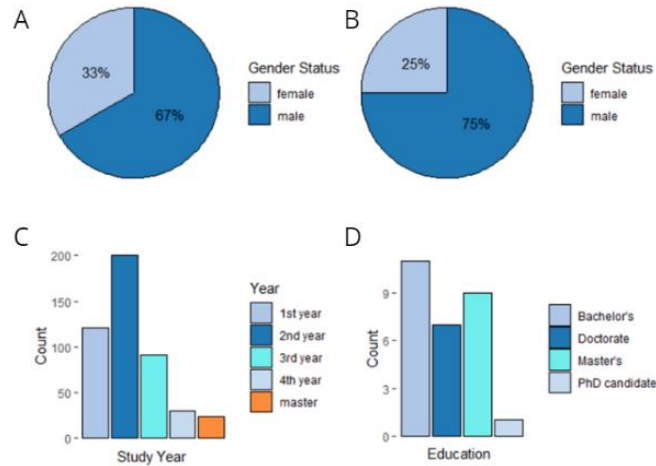 A
33%
67%
Gender Status
female
male
B
25%
75%
Gender Status
female
male
C
Count
200
150
100
50
0
Study Year
Year
1st year
2nd year
3rd year
4th year
master
D
Count
9
6
3
0
Education
Bachelor's
Doctorate
Master's
PhD candidate